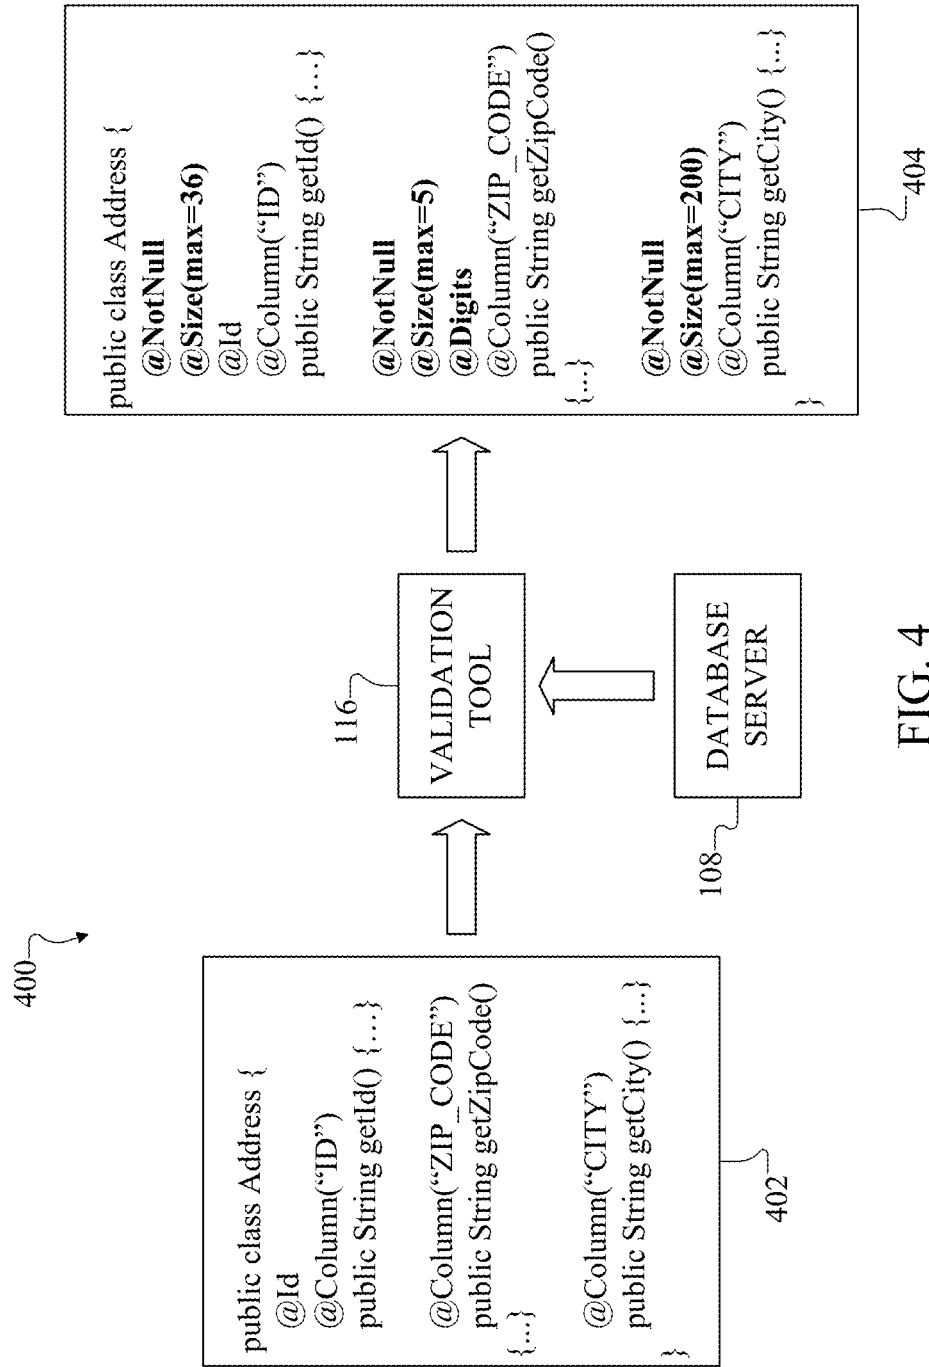 400
public class Address {
@Id
@Column(“ID”)
public String getId() {…}
@Column(“ZIP_CODE”)
public String getZipCode()
{…}
@Column(“CITY”)
public String getCity() {…}
}
402
116
VALIDATION
TOOL
DATABASE
SERVER
108
public class Address {
@NotNull
@Size(max=36)
@Id
@Column(“ID”)
public String getId() {…}
@NotNull
@Size(max=5)
@Digits
@Column(“ZIP_CODE”)
public String getZipCode()
{…}
@NotNull
@Size(max=200)
@Column(“CITY”)
public String getCity() {…}
}
404
FIG. 4